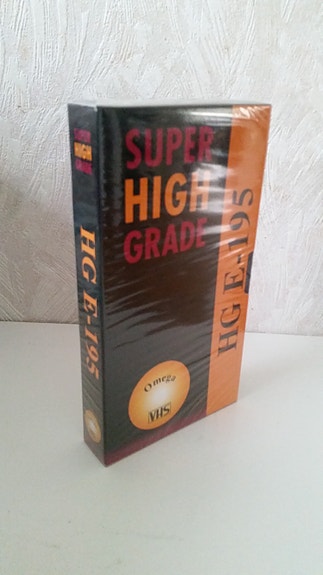 SUPER
HIGH
GRADE
HG E-195
SUPER
HIGH
GRADE
HG E-195
Omega
VHS